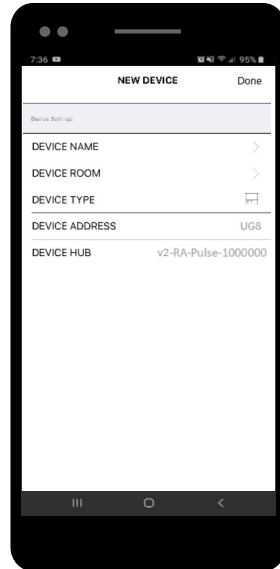 7:36 95%
NEW DEVICE Done
Device Settings
DEVICE NAME
DEVICE ROOM
DEVICE TYPE
DEVICE ADDRESS UG8
DEVICE HUB v2-RA-Pulse-1000000